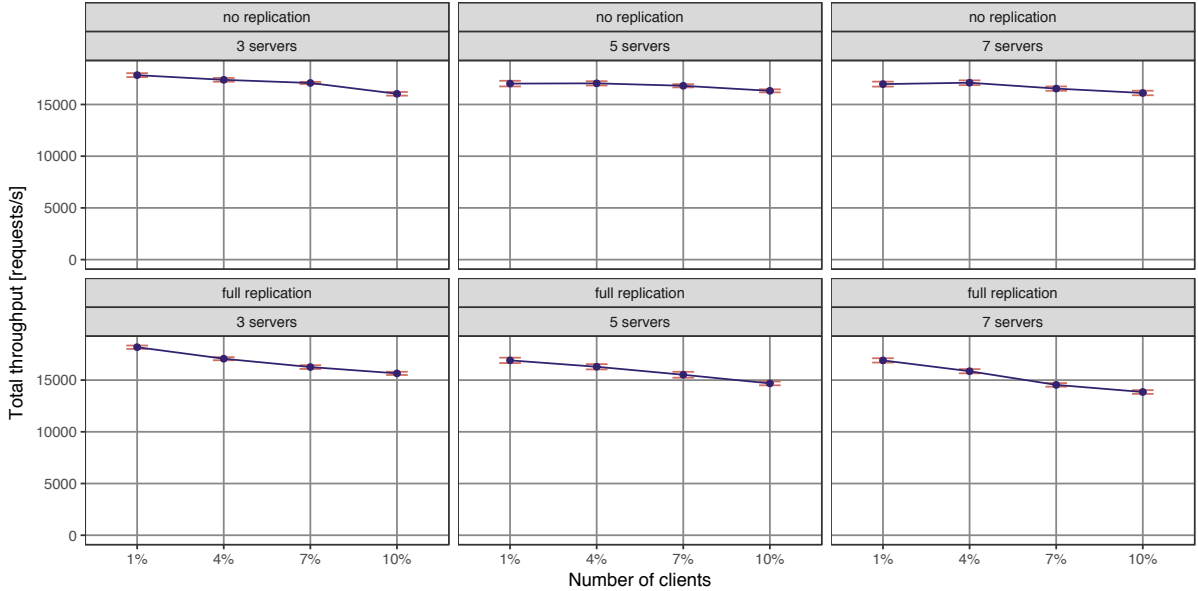 no replication
no replication
no replication
3 servers
5 servers
7 servers
15000
10000
5000
0
full replication
full replication
full replication
3 servers
5 servers
7 servers
15000
10000
5000
0
1%
4%
7%
10%
1%
4%
7%
10%
1%
4%
7%
10%
Total throughput [requests/s]
Number of clients